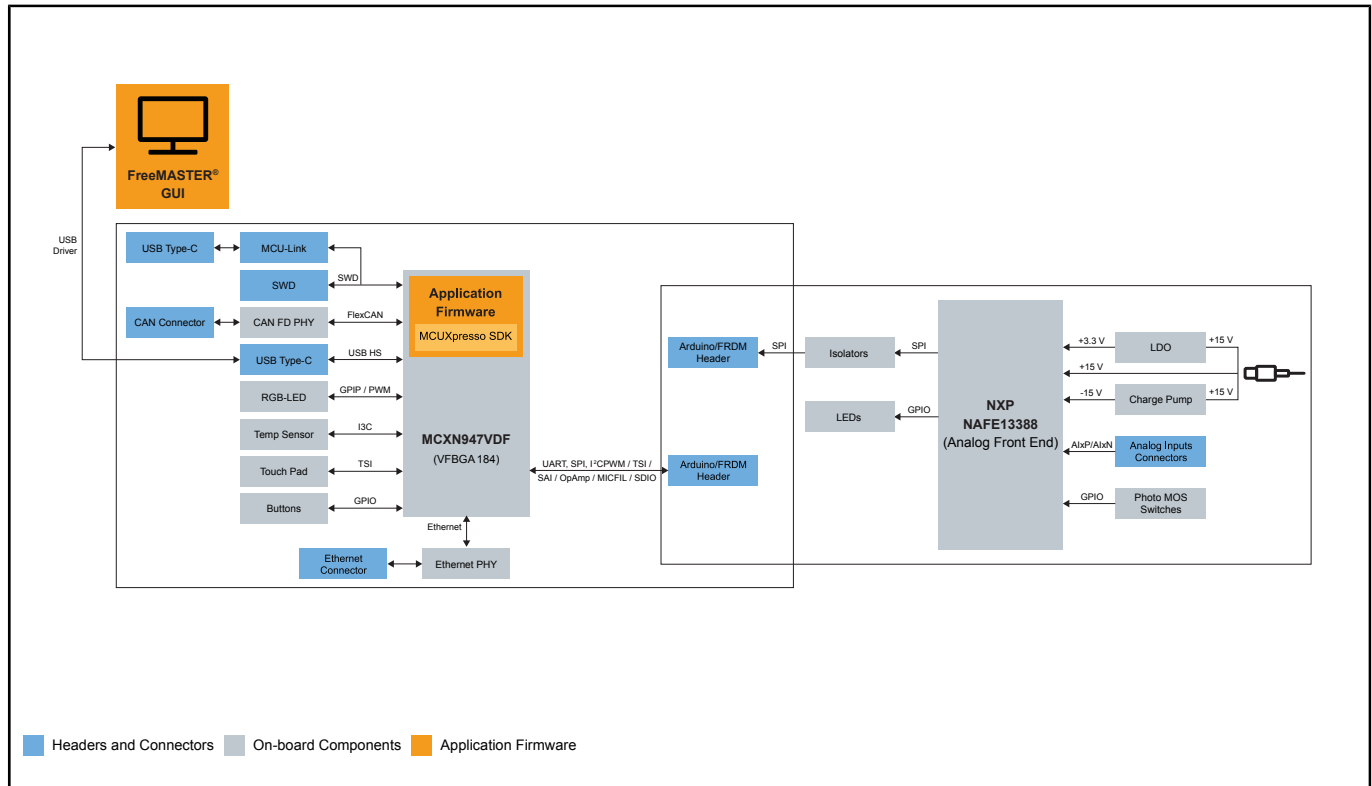 FreeMASTER®
GUI
USB
Driver
USB Type-C
MCU-Link
SWD
SWD
CAN Connector
CAN FD PHY
FlexCAN
USB Type-C
USB HS
RGB-LED
GPIP / PWM
Temp Sensor
I3C
Touch Pad
TSI
Buttons
GPIO
Application
Firmware
MCUXpresso SDK
MCXN947VDF
(VFBGA 184)
Ethernet
Ethernet
Connector
Ethernet PHY
UART, SPI, I²CPWM / TSI /
SAI / OpAmp / MICFIL / SDIO
Arduino/FRDM
Header
SPI
Isolators
SPI
LEDs
GPIO
Arduino/FRDM
Header
NXP
NAFE13388
(Analog Front End)
+3.3 V
LDO
+15 V
+15 V
-15 V
Charge Pump
+15 V
AIxP/AIxN
Analog Inputs
Connectors
GPIO
Photo MOS
Switches
Headers and Connectors
On-board Components
Application Firmware